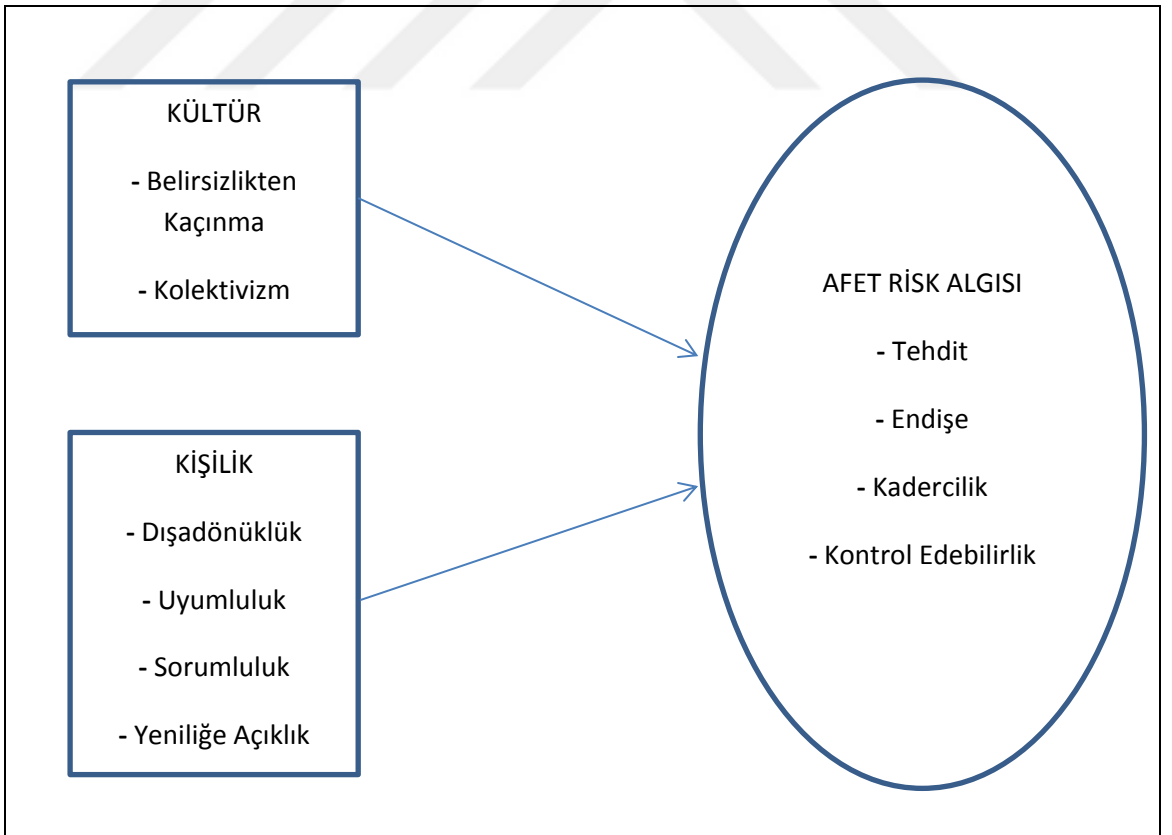 KÜLTÜR
- Belirsizlikten
Kaçınma
- Kolektivizm
KİŞİLİK
- Dışadönüklük
- Uyumluluk
- Sorumluluk
- Yeniliğe Açıklık
AFET RİSK ALGISI
- Tehdit
- Endişe
- Kadercilik
- Kontrol Edebilirlik